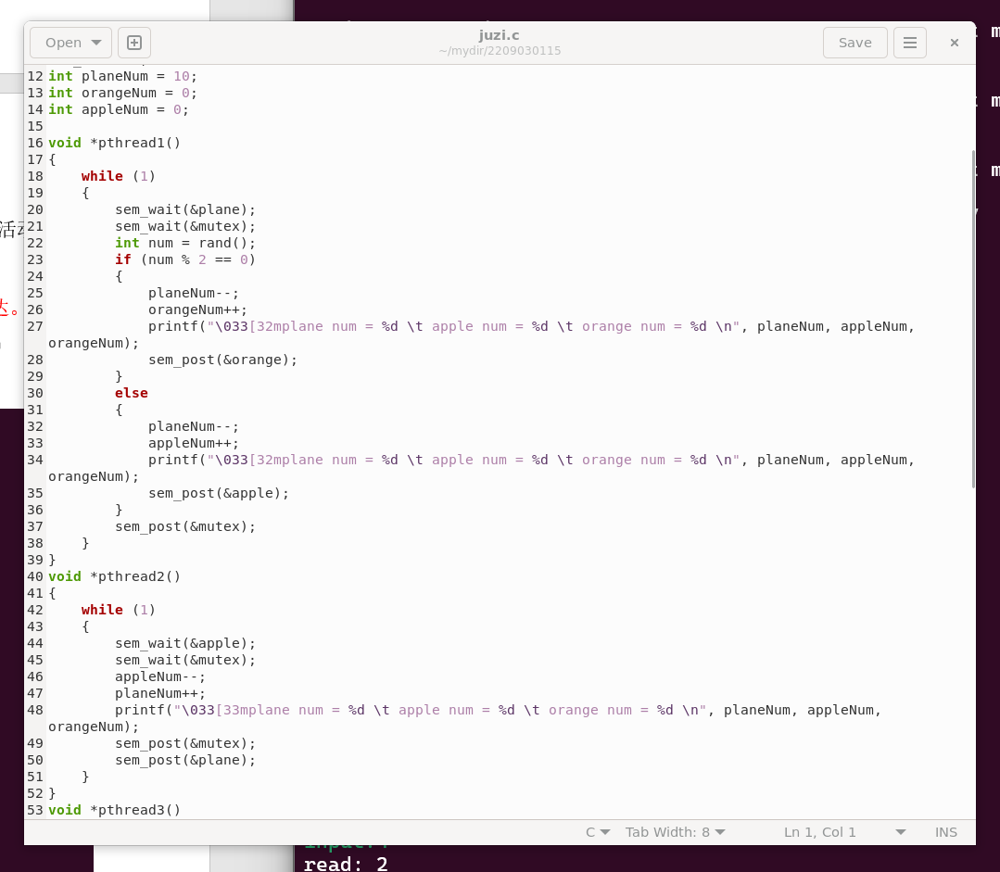 juzi.c
Open
~/mydir/2209030115
Save
12 int planeNum = 10;
13 int orangeNum = 0;
14 int appleNum = 0;
15
16 void *pthread1()
17 {
18     while (1)
19     {
20         sem_wait(&plane);
21         sem_wait(&mutex);
22         int num = rand();
23         if (num % 2 == 0)
24         {
25             planeNum--;
26             orangeNum++;
27             printf("\033[32mplane num = %d \t apple num = %d \t orange num = %d \n", planeNum, appleNum,
orangeNum);
28             sem_post(&orange);
29         }
30         else
31         {
32             planeNum--;
33             appleNum++;
34             printf("\033[32mplane num = %d \t apple num = %d \t orange num = %d \n", planeNum, appleNum,
orangeNum);
35             sem_post(&apple);
36         }
37         sem_post(&mutex);
38     }
39 }
40 void *pthread2()
41 {
42     while (1)
43     {
44         sem_wait(&apple);
45         sem_wait(&mutex);
46         appleNum--;
47         planeNum++;
48         printf("\033[33mplane num = %d \t apple num = %d \t orange num = %d \n", planeNum, appleNum,
orangeNum);
49         sem_post(&mutex);
50         sem_post(&plane);
51     }
52 }
53 void *pthread3()
C
Tab Width: 8
Ln 1, Col 1
INS
read: 2